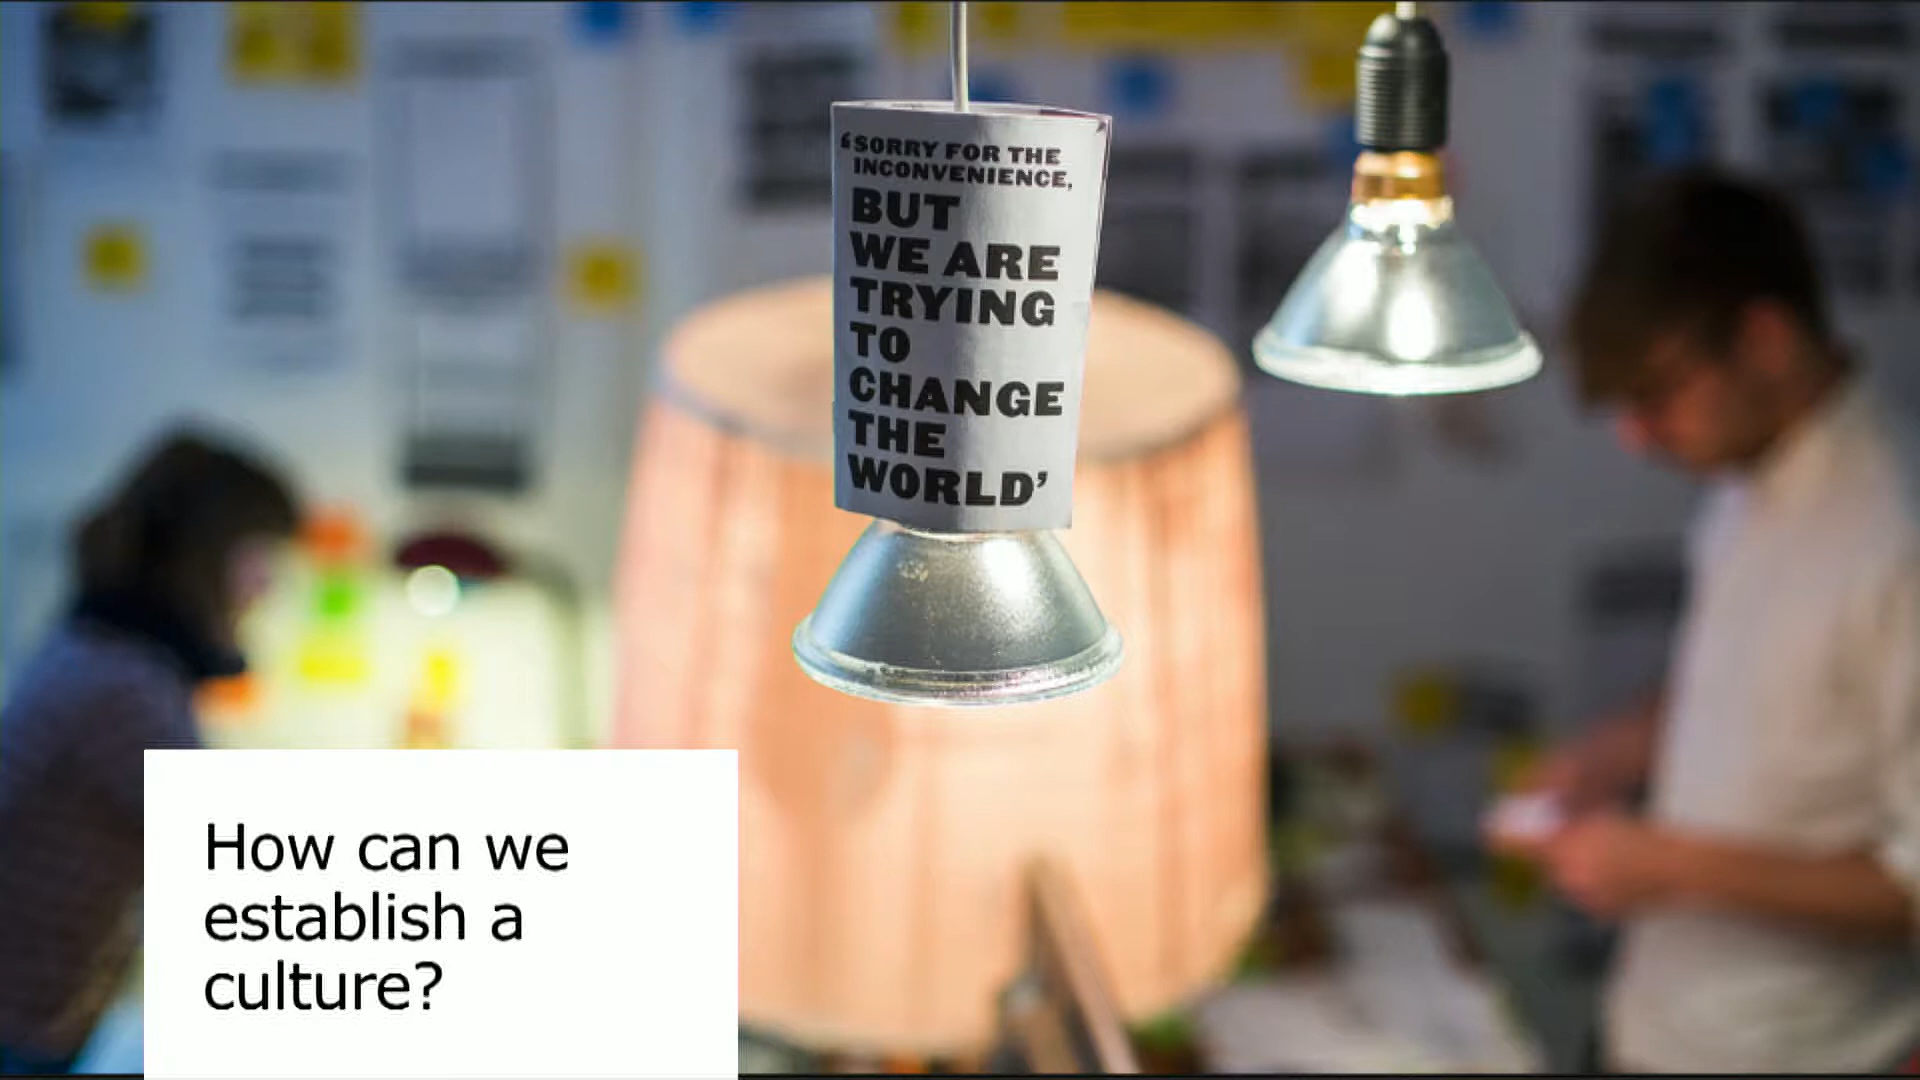 ‘SORRY FOR THE
INCONVENIENCE,
BUT
WE ARE
TRYING
TO
CHANGE
THE
WORLD’
How can we
establish a
culture?